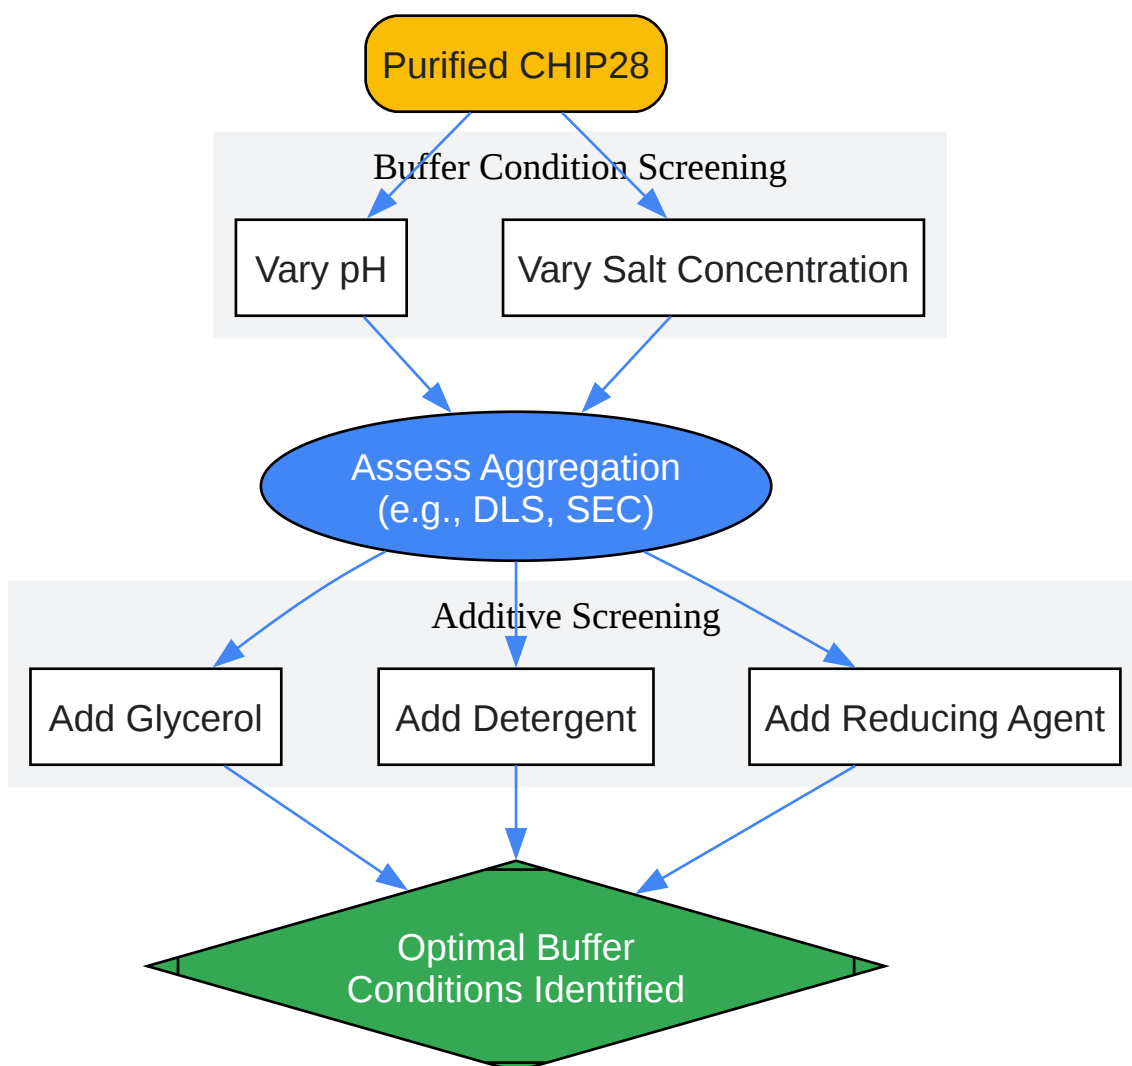 Purified CHIP28
Buffer Condition Screening
Vary pH
Vary Salt Concentration
Assess Aggregation
(e.g., DLS, SEC)
Additive Screening
Add Glycerol
Add Detergent
Add Reducing Agent
Optimal Buffer
Conditions Identified